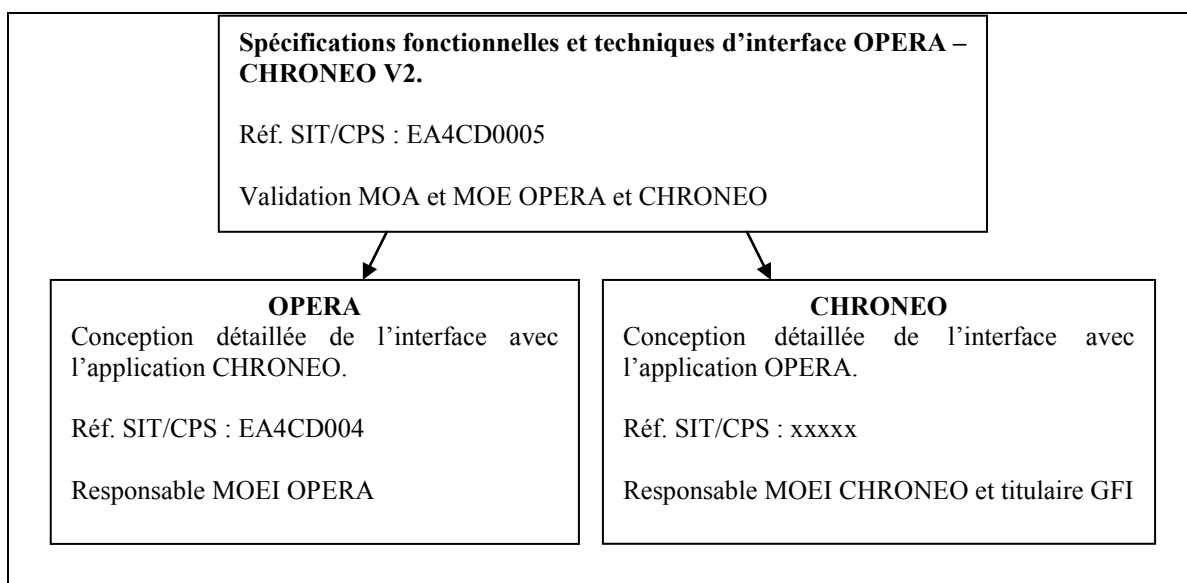 Spécifications fonctionnelles et techniques d’interface OPERA –
CHRONEO V2.
Réf. SIT/CPS : EA4CD0005
Validation MOA et MOE OPERA et CHRONEO
OPERA
Conception détaillée de l’interface avec
l’application CHRONEO.
Réf. SIT/CPS : EA4CD004
Responsable MOEI OPERA
CHRONEO
Conception détaillée de l’interface avec
l’application OPERA.
Réf. SIT/CPS : xxxxx
Responsable MOEI CHRONEO et titulaire GFI